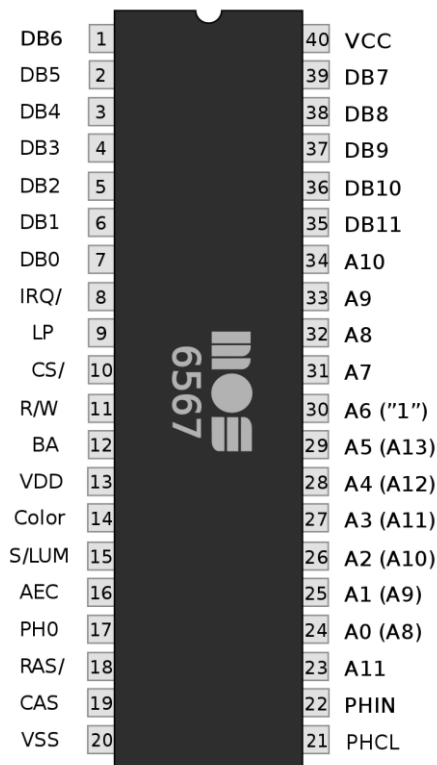 DB6 1 40 VCC
DB5 2 39 DB7
DB4 3 38 DB8
DB3 4 37 DB9
DB2 5 36 DB10
DB1 6 35 DB11
DB0 7 34 A10
IRQ/ 8 33 A9
LP 9 32 A8
CS/ 10 31 A7
R/W 11 30 A6 (”1”)
BA 12 29 A5 (A13)
VDD 13 28 A4 (A12)
Color 14 27 A3 (A11)
S/LUM 15 26 A2 (A10)
AEC 16 25 A1 (A9)
PH0 17 24 A0 (A8)
RAS/ 18 23 A11
CAS 19 22 PHIN
VSS 20 21 PHCL
mos
6567